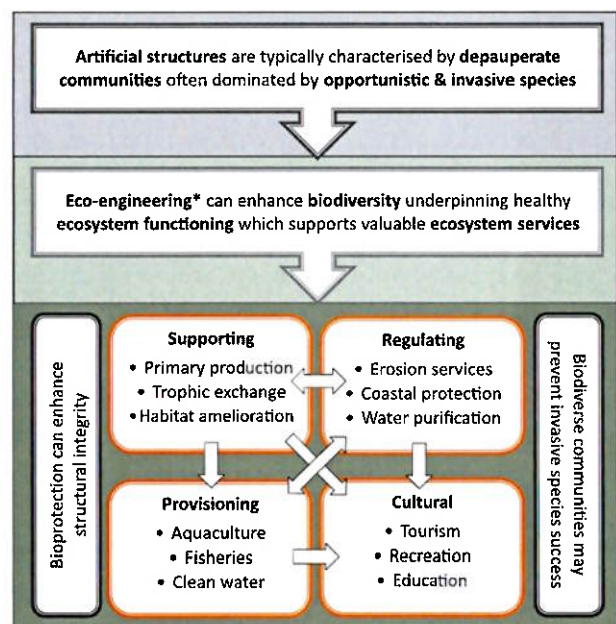 Artificial structures are typically characterised by depauperate
communities often dominated by opportunistic & invasive species
Eco-engineering* can enhance biodiversity underpinning healthy
ecosystem functioning which supports valuable ecosystem services
Bioprotection can enhance
structural integrity
Supporting
• Primary production
• Trophic exchange
• Habitat amelioration
Regulating
• Erosion services
• Coastal protection
• Water purification
Provisioning
• Aquaculture
• Fisheries
• Clean water
Cultural
• Tourism
• Recreation
• Education
Biodiverse communities may
prevent invasive species success